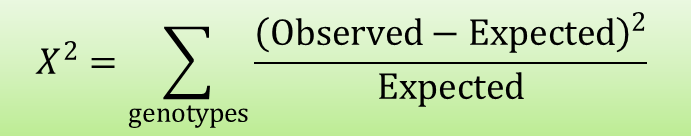 X² = ∑ (Observed − Expected)² / Expected
genotypes